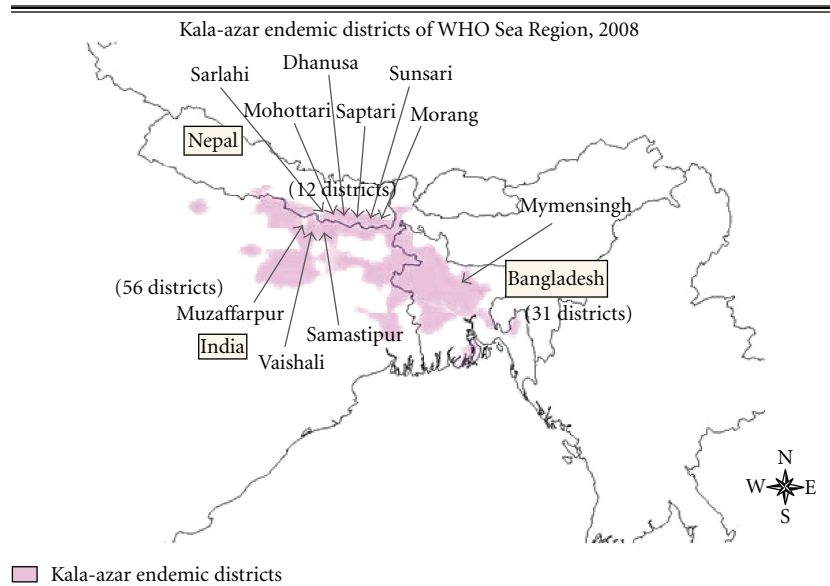 Kala-azar endemic districts of WHO Sea Region, 2008
Dhanusa
Sarlahi
Sunsari
Mohottari
Saptari
Morang
Nepal
(12 districts)
Mymensingh
Bangladesh
(31 districts)
(56 districts)
Muzaffarpur
India
Samastipur
Vaishali
N
W
E
S
Kala-azar endemic districts